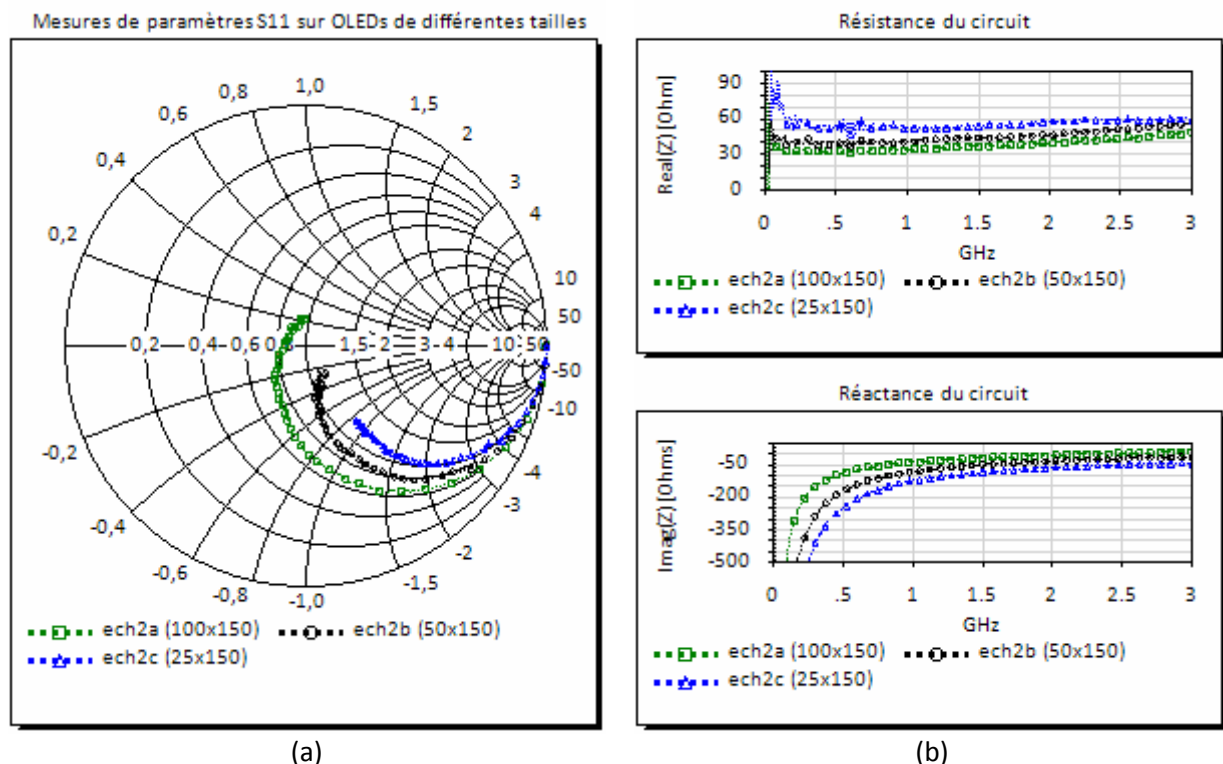 Mesures de paramètres S11 sur OLEDs de différentes tailles
1,0
0,8
1,5
0,6
2
0,4
3
4
0,2
10
50
0,2 0,4 0,6 0,8 1,5 2 3 4 10 50
-50
-10
-0,2
-4
-3
-0,4
-2
-0,6
-1,5
-0,8
-1,0
ech2a (100x150) ech2b (50x150)
ech2c (25x150)
(a)
Résistance du circuit
Real(Z) [Ohm]
90
60
30
0
0 .5 1 1.5 2 2.5 3
GHz
ech2a (100x150) ech2b (50x150)
ech2c (25x150)
Réactance du circuit
Imag(Z) [Ohms]
-50
-200
-350
-500
0 .5 1 1.5 2 2.5 3
GHz
ech2a (100x150) ech2b (50x150)
ech2c (25x150)
(b)